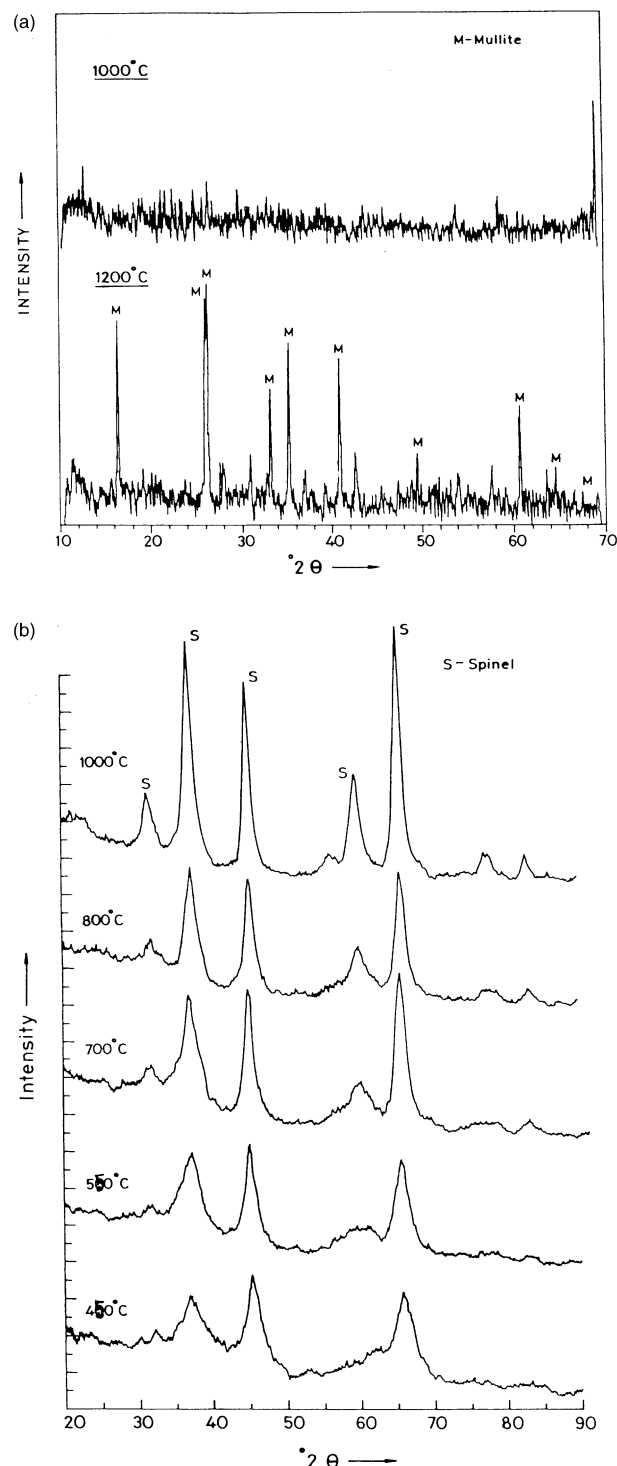 (a)
M-Mullite
1000°C
INTENSITY
1200°C
M
M
M
M
M
M
M
M
M
M
10 20 30 40 50 60 70
°2 θ
(b)
S
S
S
S-Spinel
1000°C
S
S
800°C
700°C
Intensity
20 30 40 50 60 70 80 90
°2 θ